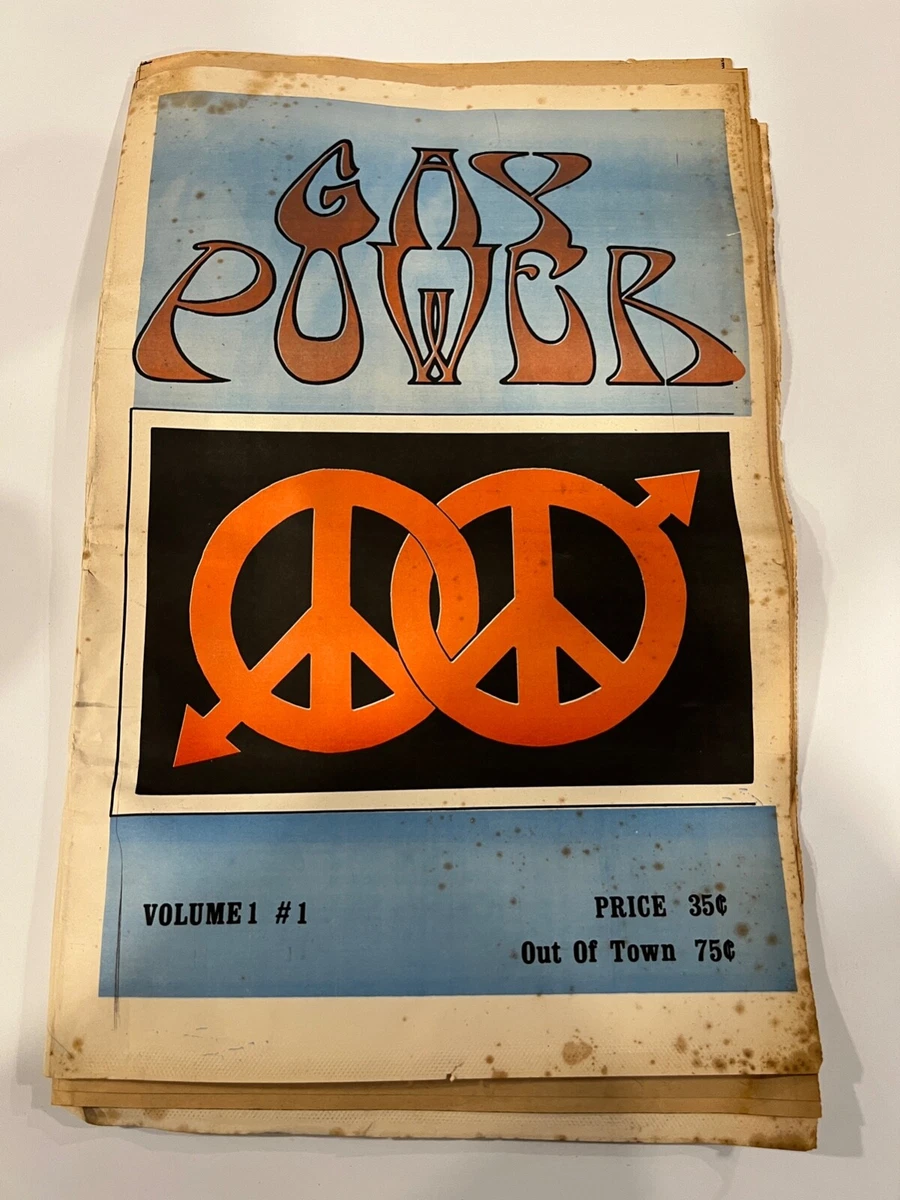 GAY
POWER
VOLUME 1 #1
PRICE 35¢
Out Of Town 75¢